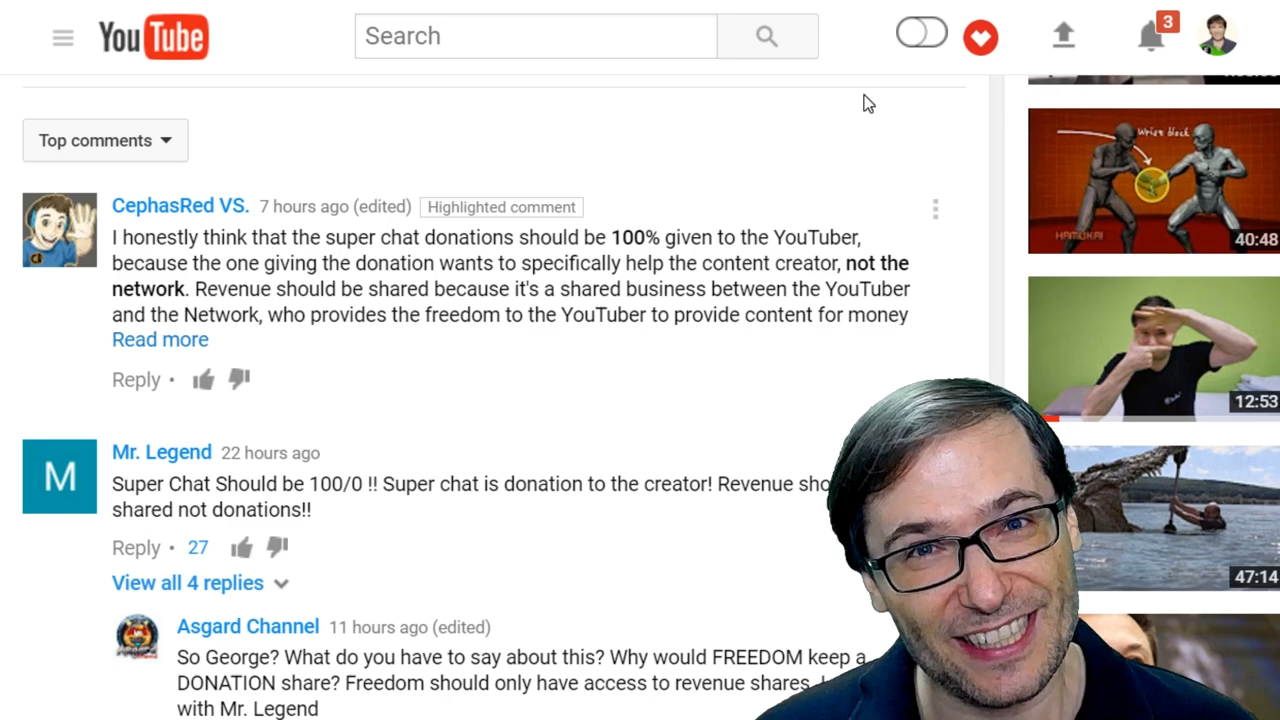 YouTube
Search
3
Top comments
CephasRed VS. 7 hours ago (edited) Highlighted comment
I honestly think that the super chat donations should be 100% given to the YouTuber,
because the one giving the donation wants to specifically help the content creator, not the
network. Revenue should be shared because it's a shared business between the YouTuber
and the Network, who provides the freedom to the YouTuber to provide content for money
Read more
Reply •
M
Mr. Legend 22 hours ago
Super Chat Should be 100/0 !! Super chat is donation to the creator! Revenue sho
shared not donations!!
Reply • 27
View all 4 replies
Asgard Channel 11 hours ago (edited)
So George? What do you have to say about this? Why would FREEDOM keep a
DONATION share? Freedom should only have access to revenue shares.
with Mr. Legend
Wrist block
HAMUKAI
40:48
12:53
47:14